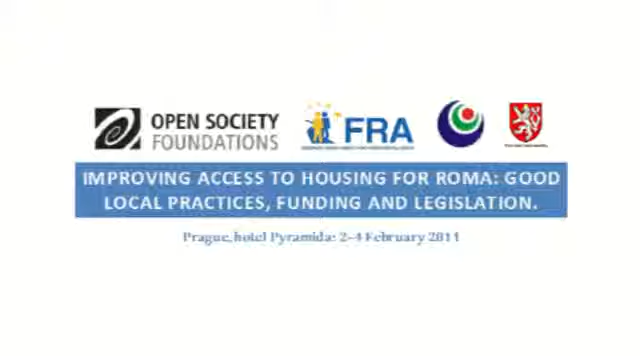 OPEN SOCIETY
FOUNDATIONS
FRA
IMPROVING ACCESS TO HOUSING FOR ROMA: GOOD
LOCAL PRACTICES, FUNDING AND LEGISLATION.
Prague, hotel Pyramida: 2-4 February 2011